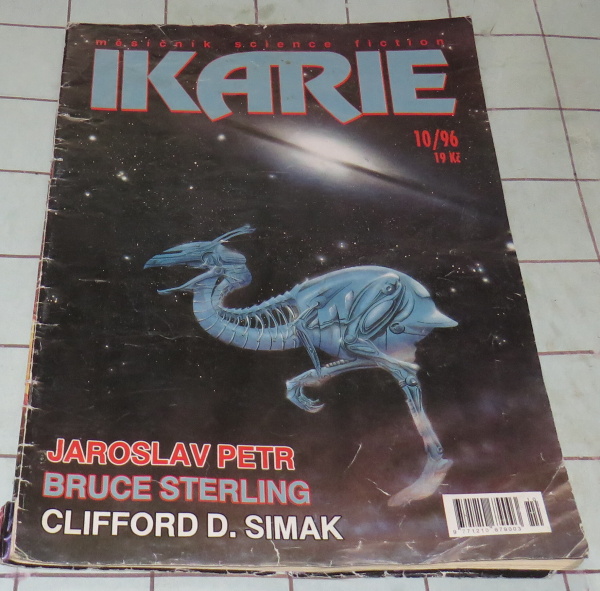 měsíčník science fiction
IKARIE
10/96
19 Kč
JAROSLAV PETR
BRUCE STERLING
CLIFFORD D. SIMAK